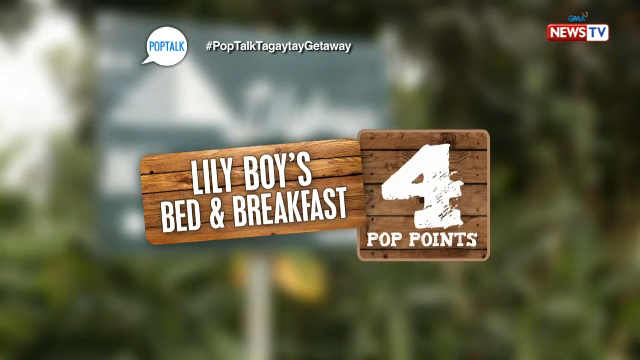 POPTALK
#PopTalkTagaytayGetaway
GMA
NEWS TV
LILY BOY'S
BED & BREAKFAST
4
POP POINTS